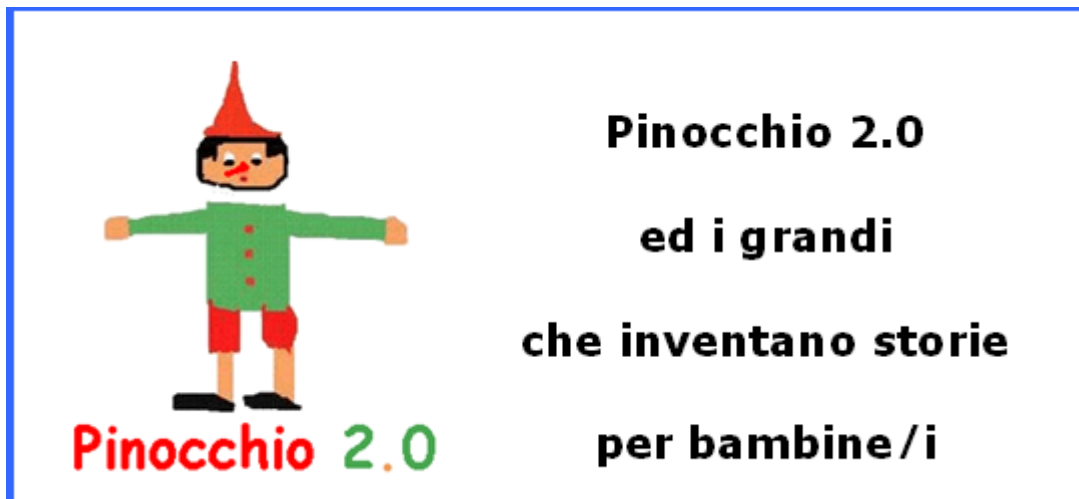 Pinocchio 2.0
ed i grandi
che inventano storie
per bambine/i
Pinocchio 2.0